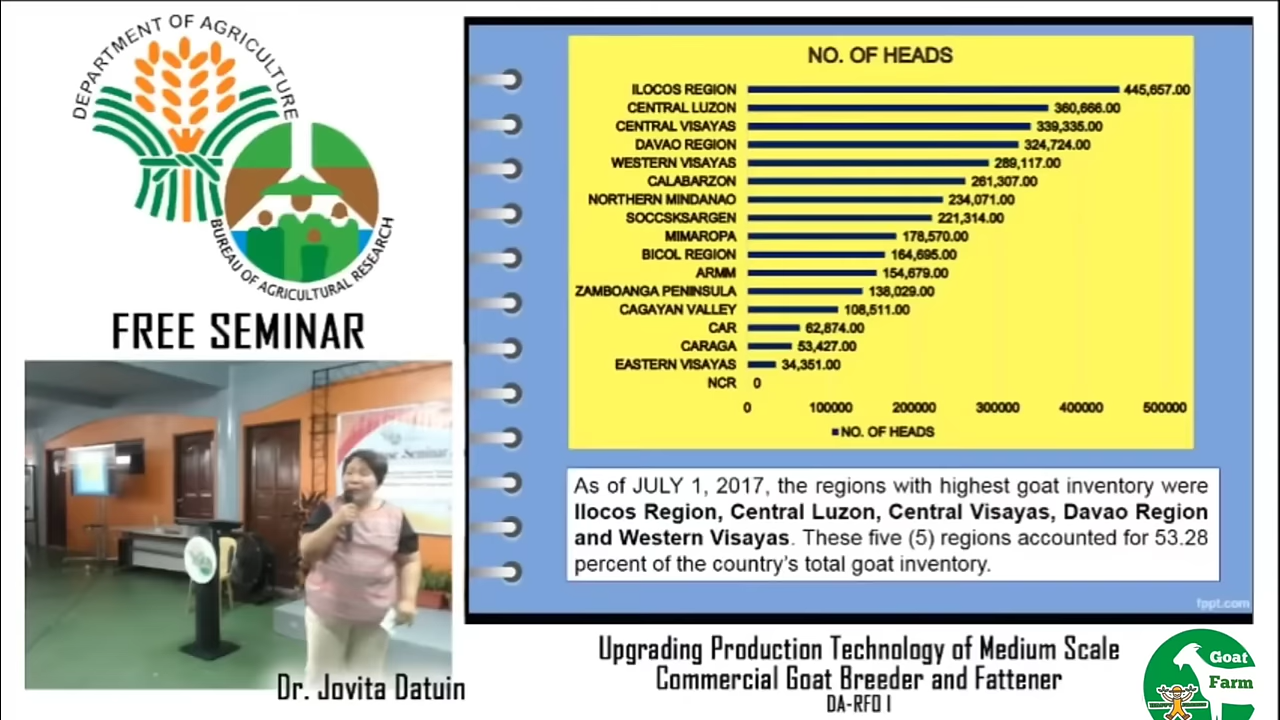 DEPARTMENT OF AGRICULTURE
BUREAU OF AGRICULTURAL RESEARCH
FREE SEMINAR
Dr. Jovita Datuin
NO. OF HEADS
ILOCOS REGION 445,657.00
CENTRAL LUZON 360,666.00
CENTRAL VISAYAS 339,335.00
DAVAO REGION 324,724.00
WESTERN VISAYAS 289,117.00
CALABARZON 261,307.00
NORTHERN MINDANAO 234,071.00
SOCCSKSARGEN 221,314.00
MIMAROPA 178,570.00
BICOL REGION 164,695.00
ARMM 154,679.00
ZAMBOANGA PENINSULA 138,029.00
CAGAYAN VALLEY 108,511.00
CAR 62,874.00
CARAGA 53,427.00
EASTERN VISAYAS 34,351.00
NCR 0
0 100000 200000 300000 400000 500000
NO. OF HEADS
As of JULY 1, 2017, the regions with highest goat inventory were
Ilocos Region, Central Luzon, Central Visayas, Davao Region
and Western Visayas. These five (5) regions accounted for 53.28
percent of the country's total goat inventory.
fppt.com
Upgrading Production Technology of Medium Scale
Commercial Goat Breeder and Fattener
DA-RFO I
Goat
Farm